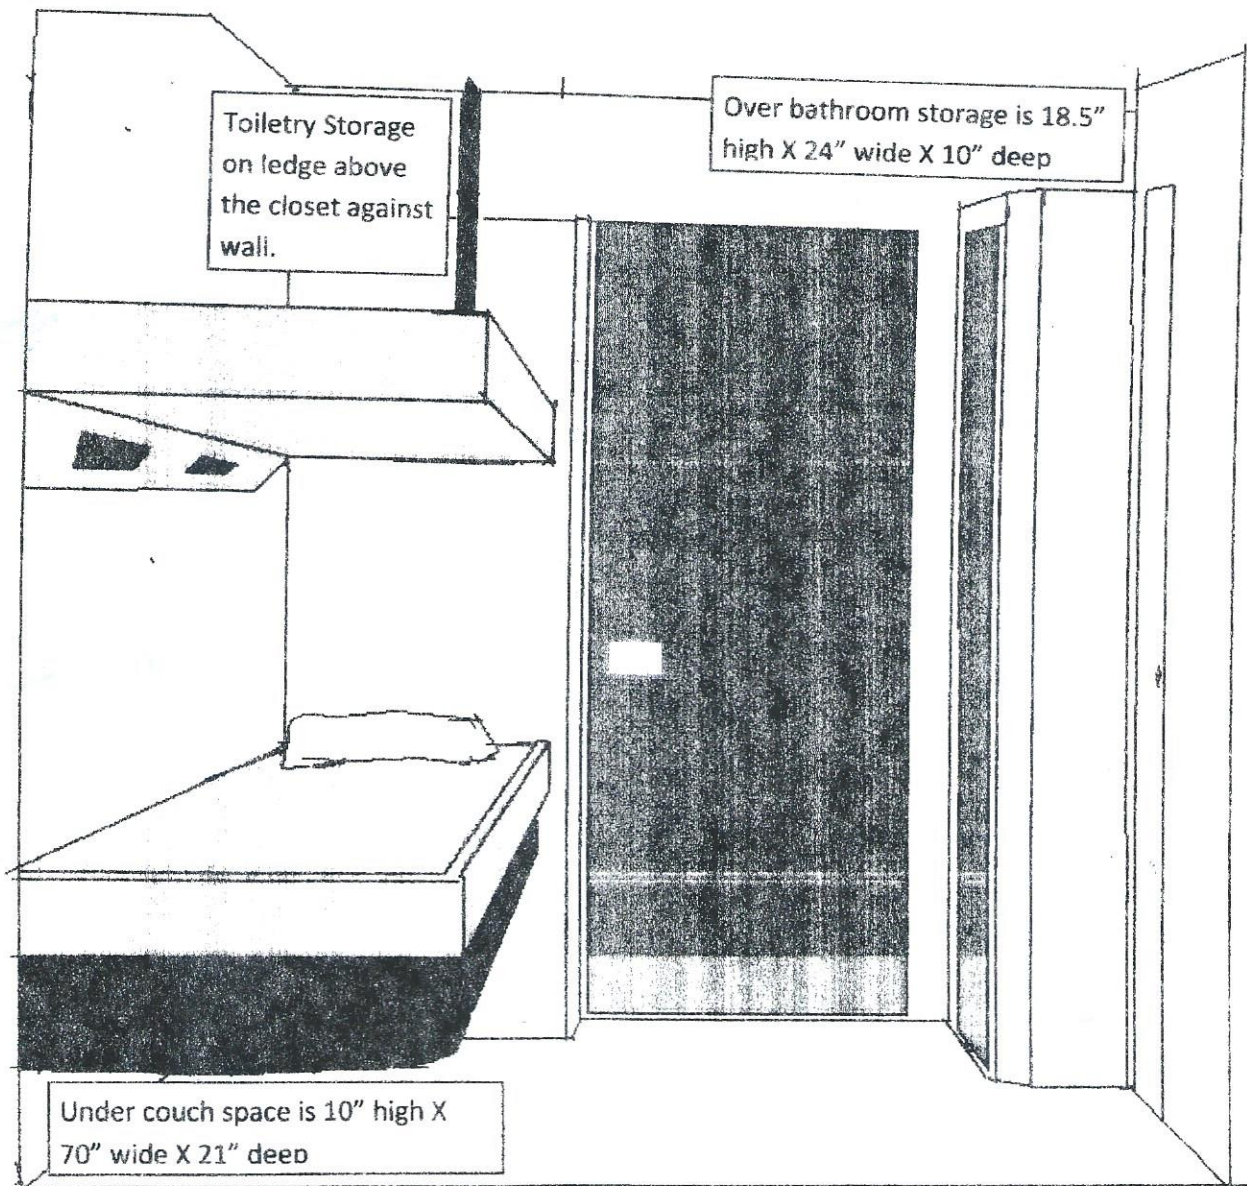 Toiletry Storage
on ledge above
the closet against
wall.
Over bathroom storage is 18.5”
high X 24” wide X 10” deep
Under couch space is 10” high X
70” wide X 21” deep